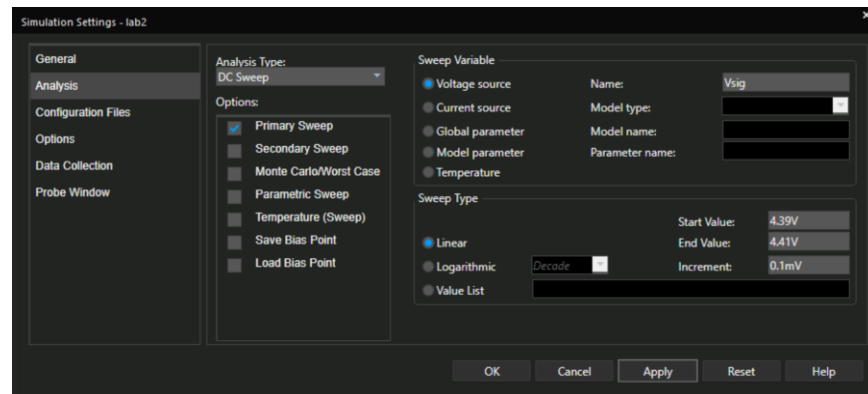 Simulation Settings - lab2
×
General
Analysis
Configuration Files
Options
Data Collection
Probe Window
Analysis Type:
DC Sweep
Options:
Primary Sweep
Secondary Sweep
Monte Carlo/Worst Case
Parametric Sweep
Temperature (Sweep)
Save Bias Point
Load Bias Point
Sweep Variable
Voltage source
Name: Vsig
Current source
Model type:
Global parameter
Model name:
Model parameter
Parameter name:
Temperature
Sweep Type
Start Value: 4.39V
Linear
End Value: 4.41V
Logarithmic Decade
Increment: 0.1mV
Value List
OK Cancel Apply Reset Help